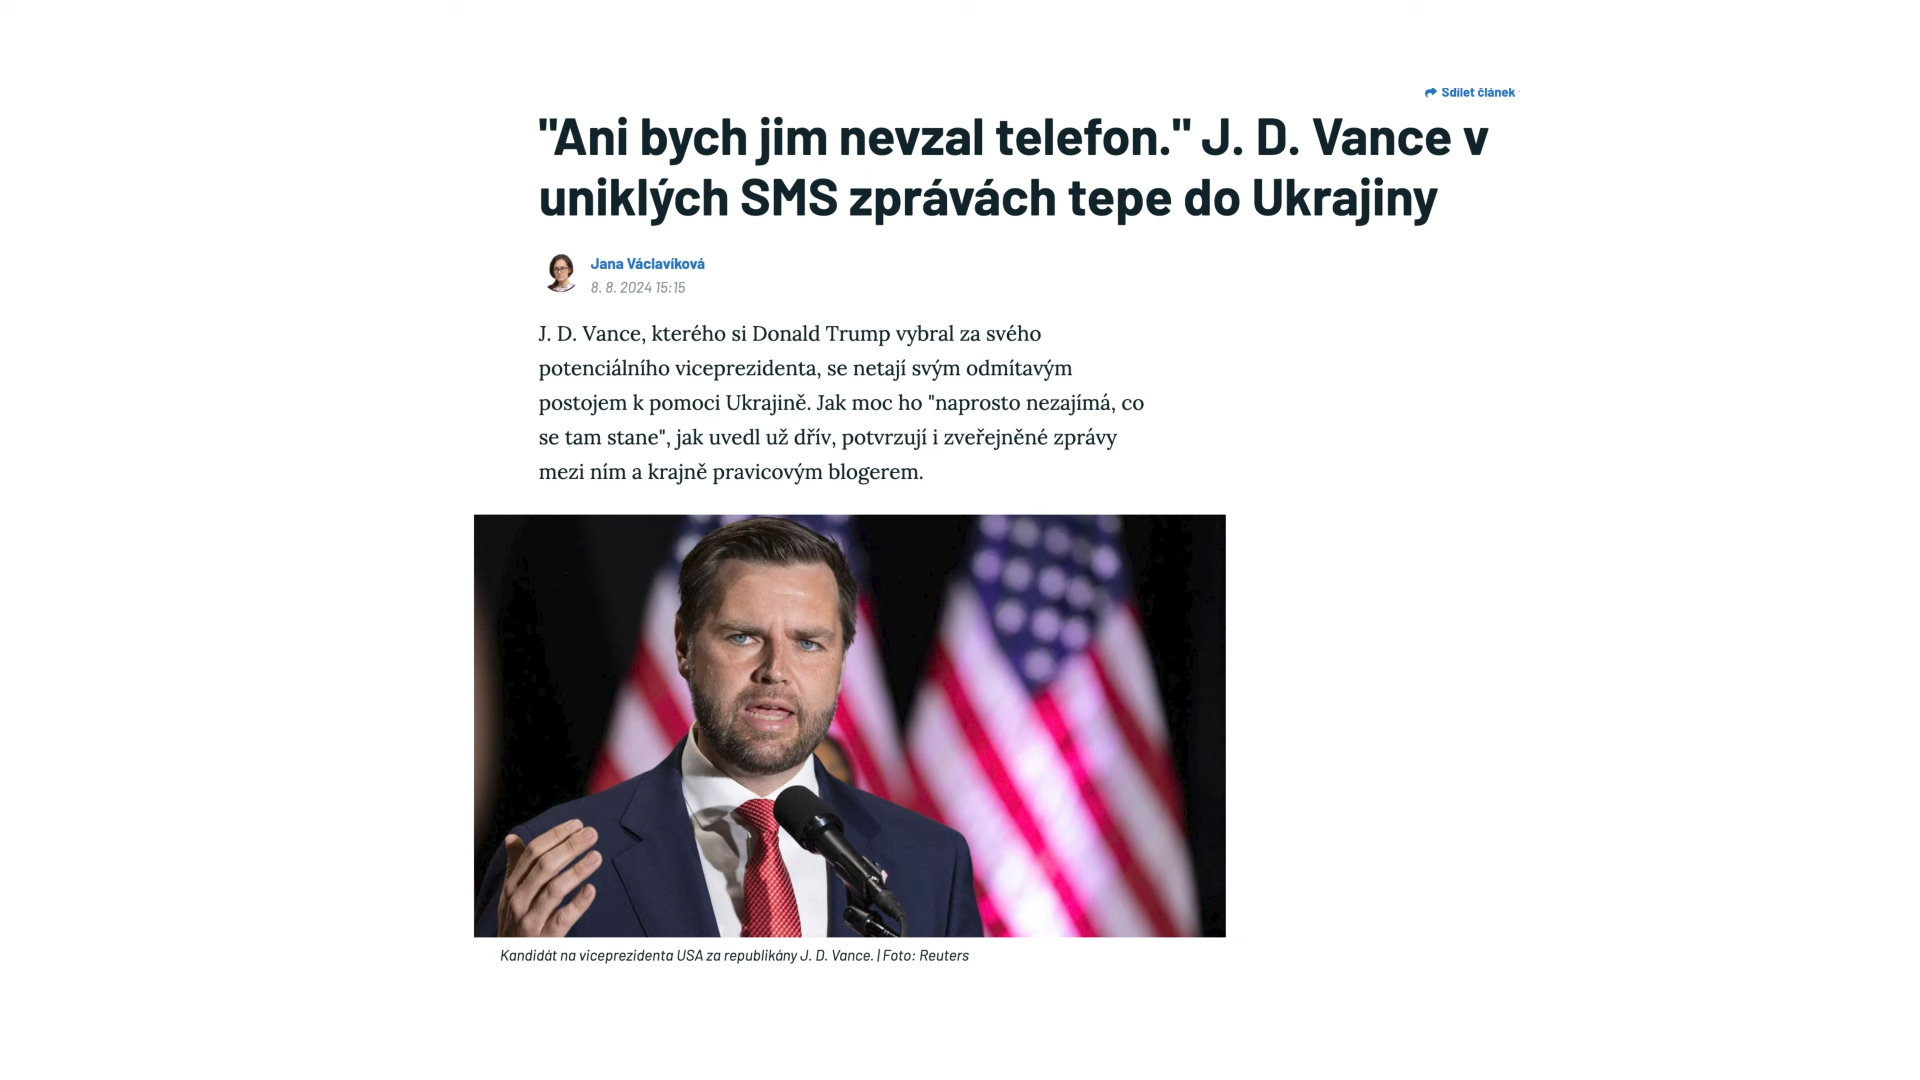 Sdílet článek
"Ani bych jim nevzal telefon." J. D. Vance v
uniklých SMS zprávách tepe do Ukrajiny
Jana Václavíková
8. 8. 2024 15:15
J. D. Vance, kterého si Donald Trump vybral za svého
potenciálního viceprezidenta, se netají svým odmítavým
postojem k pomoci Ukrajině. Jak moc ho "naprosto nezajímá, co
se tam stane", jak uvedl už dřív, potvrzují i zveřejněné zprávy
mezi ním a krajně pravicovým blogerem.
Kandidát na viceprezidenta USA za republikány J. D. Vance. | Foto: Reuters